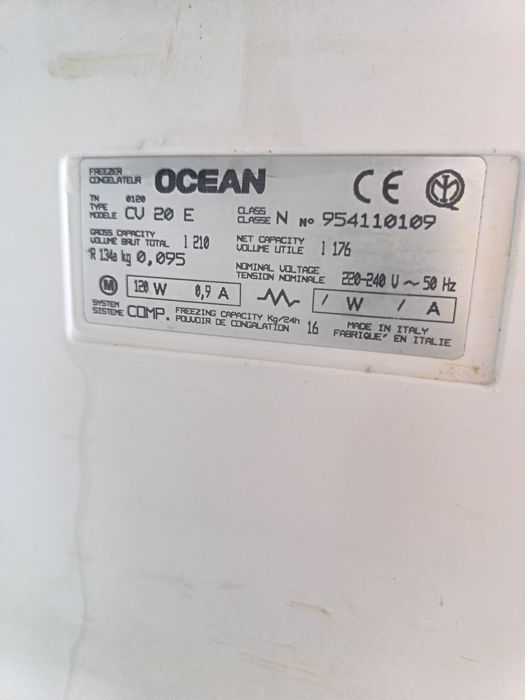 FREEZER
CONGELATEUR
OCEAN
CE
TN 0120
TYPE
MODELE CV 20 E
CLASS
CLASSE N No 954110109
GROSS CAPACITY
VOLUME BRUT TOTAL l 210
NET CAPACITY
VOLUME UTILE l 176
R 134a kg 0,095
NOMINAL VOLTAGE
TENSION NOMINALE 220-240 V ~ 50 Hz
M 120 W 0,9 A / W / A
SYSTEM
SISTEME COMP.
FREEZING CAPACITY Kg/24h
POUVOIR DE CONGALATION 16
MADE IN ITALY
FABRIQUE' EN ITALIE